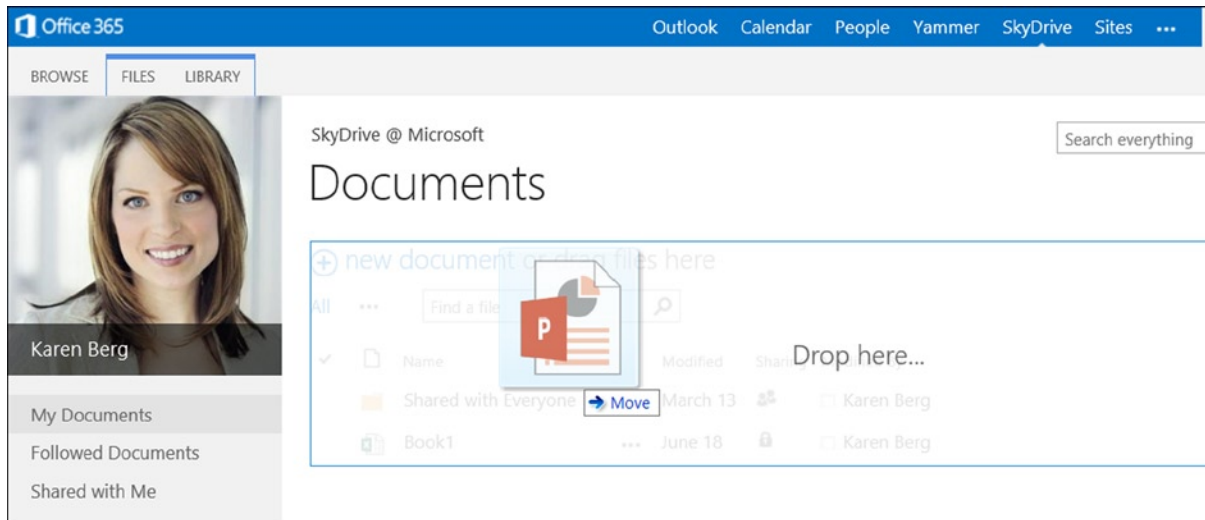 Office 365
Outlook Calendar People Yammer SkyDrive Sites •••
BROWSE FILES LIBRARY
SkyDrive @ Microsoft
Search everything
Documents
new document or drag files here
All ••• Find a file
P
Karen Berg
Name Modified Sharing
Drop here...
Shared with Everyone March 13 Karen Berg
Move
Book1 ••• June 18 Karen Berg
My Documents
Followed Documents
Shared with Me